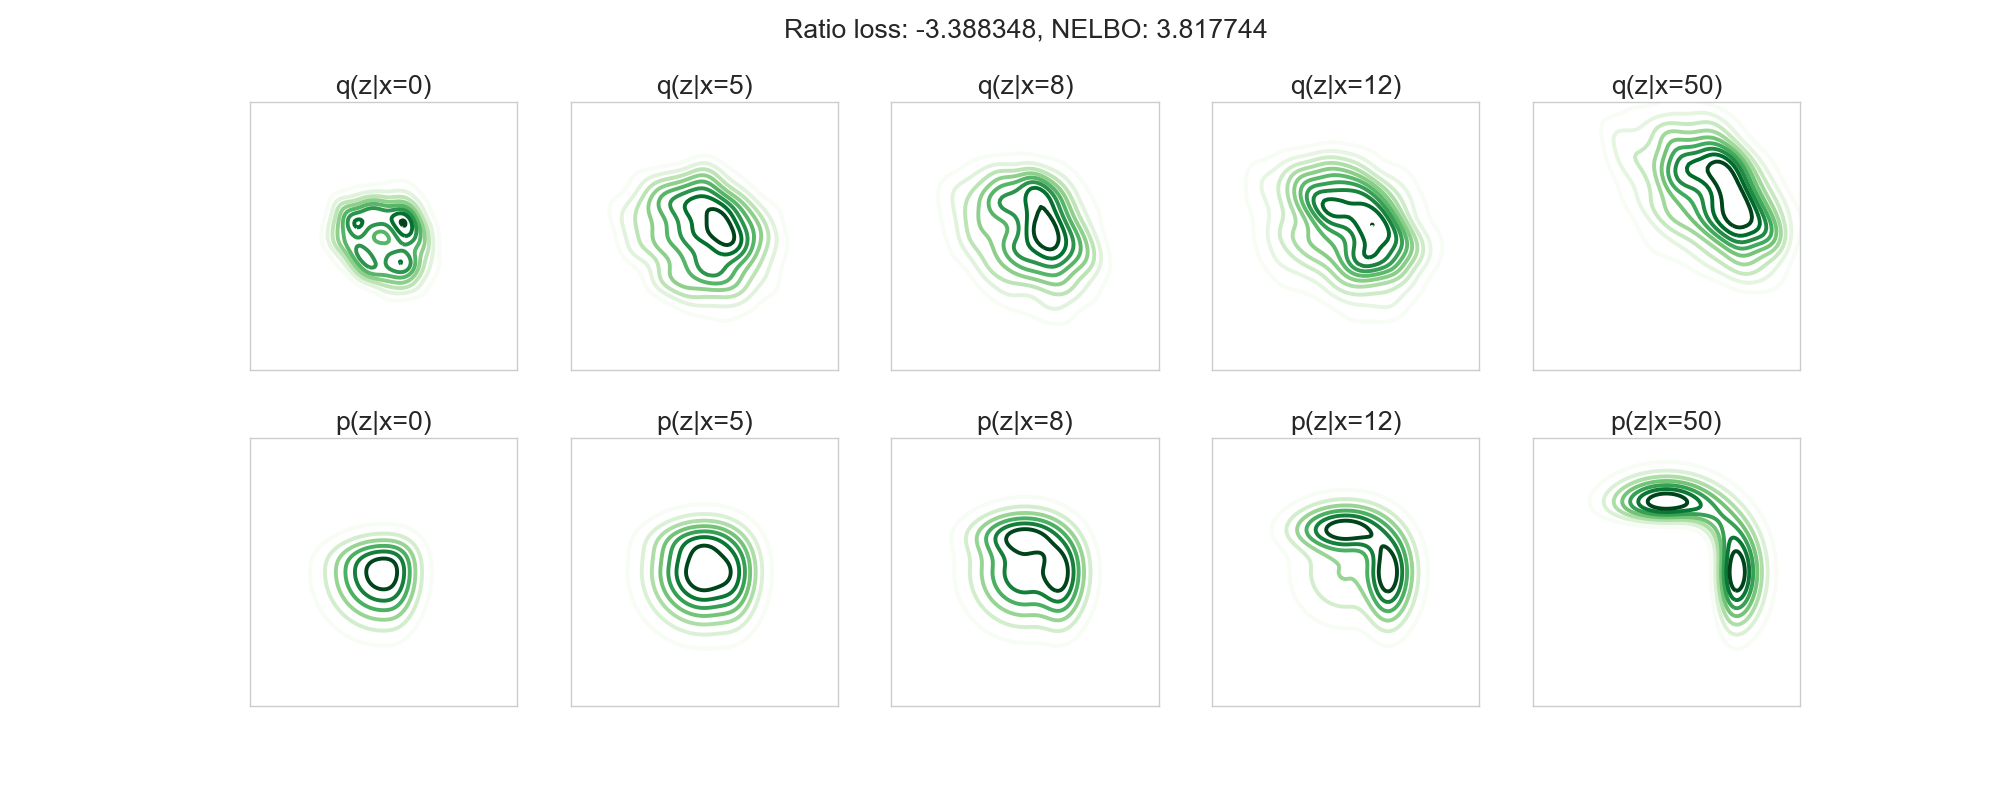 Ratio loss: -3.388348, NELBO: 3.817744
q(z|x=0) q(z|x=5) q(z|x=8) q(z|x=12) q(z|x=50)
p(z|x=0) p(z|x=5) p(z|x=8) p(z|x=12) p(z|x=50)